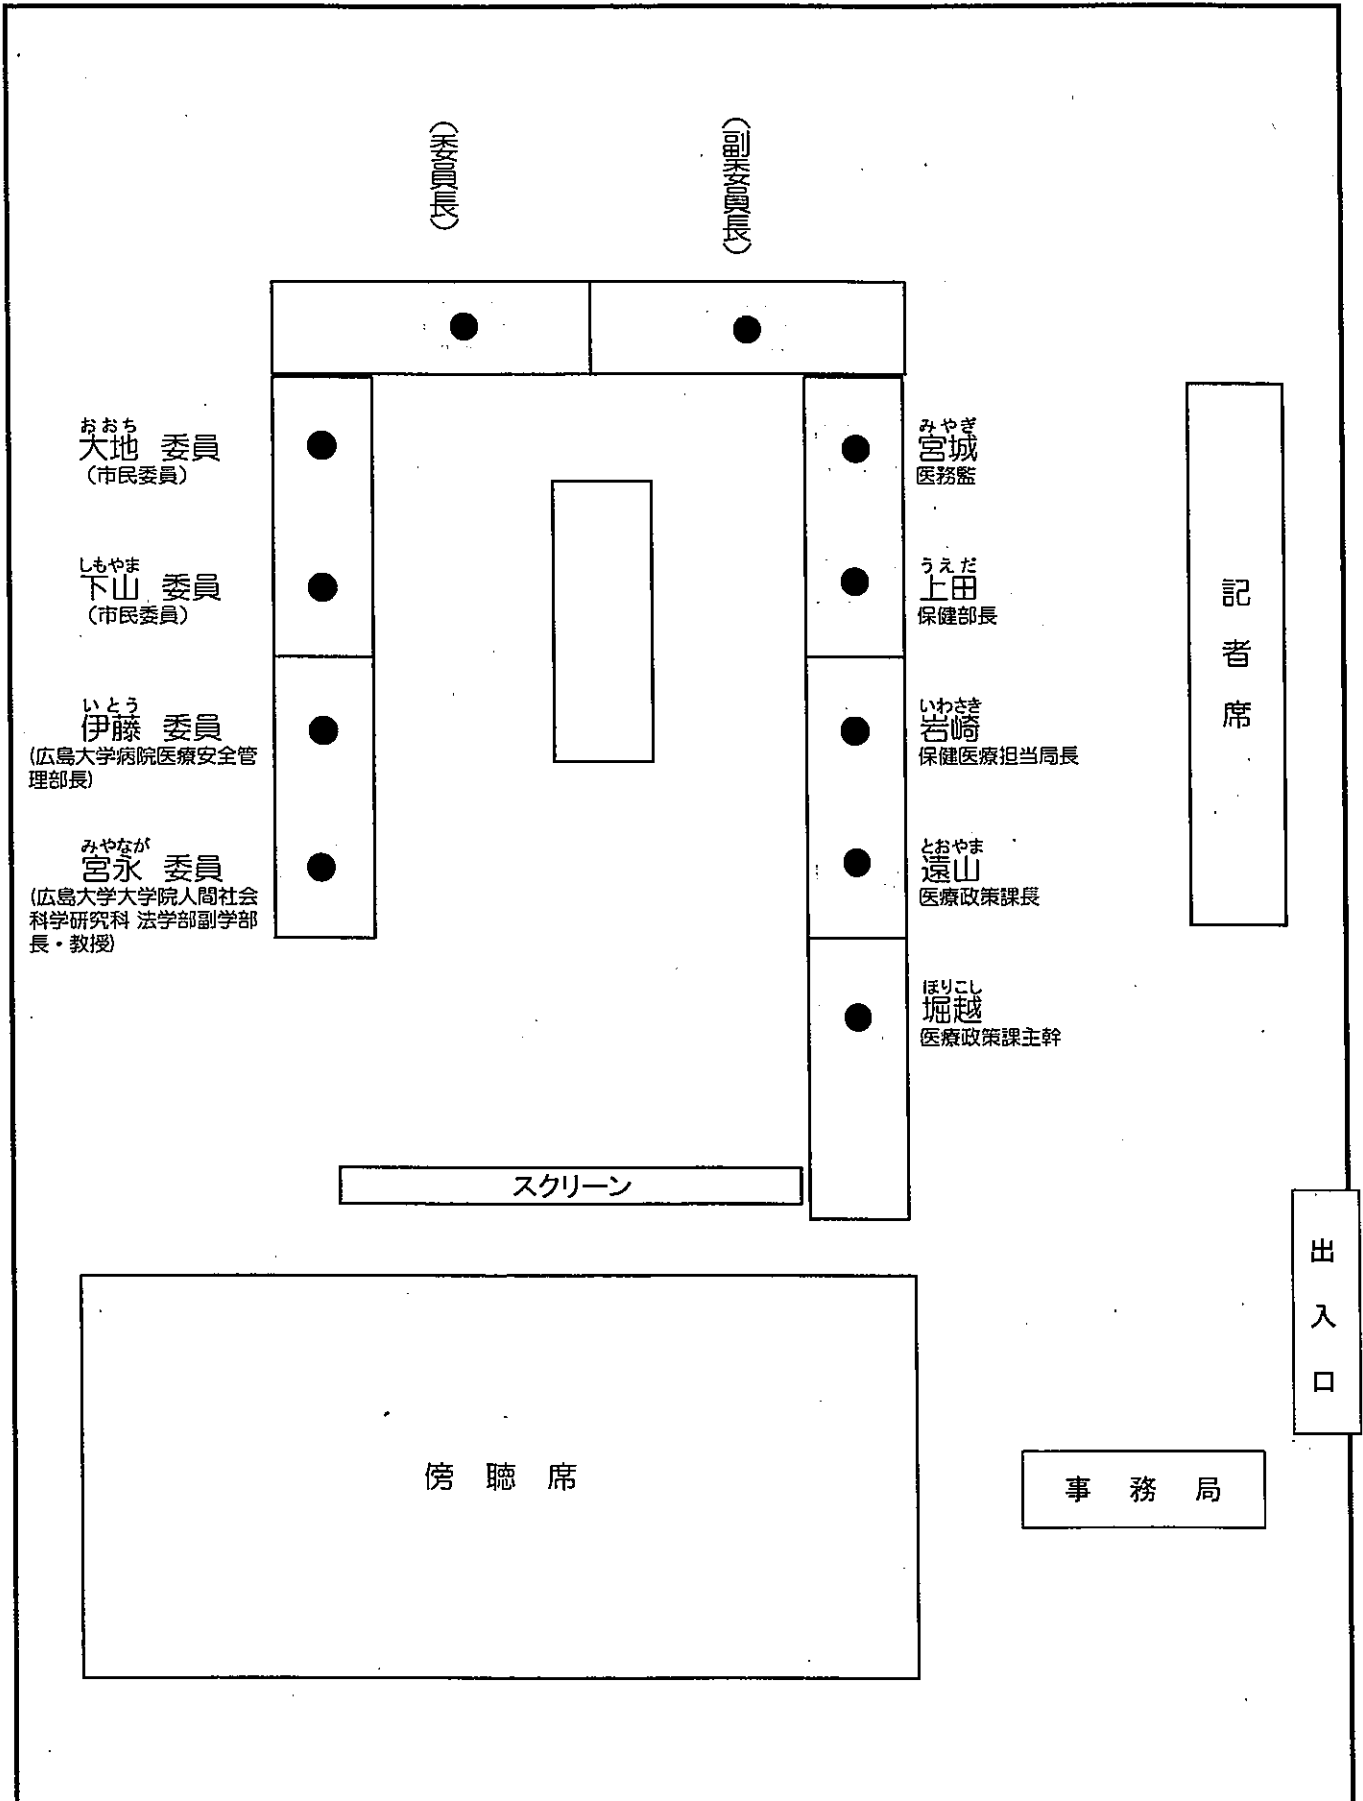 （委員長）
（副委員長）
おおち
大地 委員
（市民委員）
しもやま
下山 委員
（市民委員）
いとう
伊藤 委員
(広島大学病院医療安全管
理部長)
みやなが
宮永 委員
(広島大学大学院人間社会
科学研究科 法学部副学部
長・教授)
みやぎ
宮城
医務監
うえだ
上田
保健部長
いわさき
岩崎
保健医療担当局長
とおやま
遠山
医療政策課長
ほりこし
堀越
医療政策課主幹
記者席
スクリーン
出入口
傍聴席
事務局